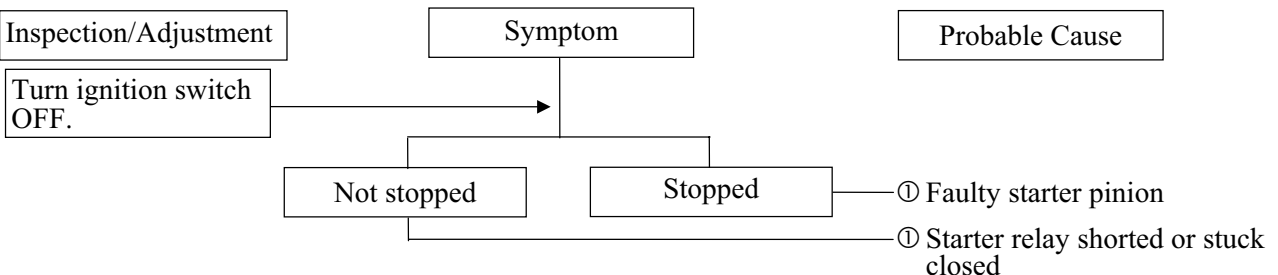 Inspection/Adjustment
Symptom
Probable Cause
Turn ignition switch
OFF.
Not stopped
Stopped
① Faulty starter pinion
① Starter relay shorted or stuck
closed